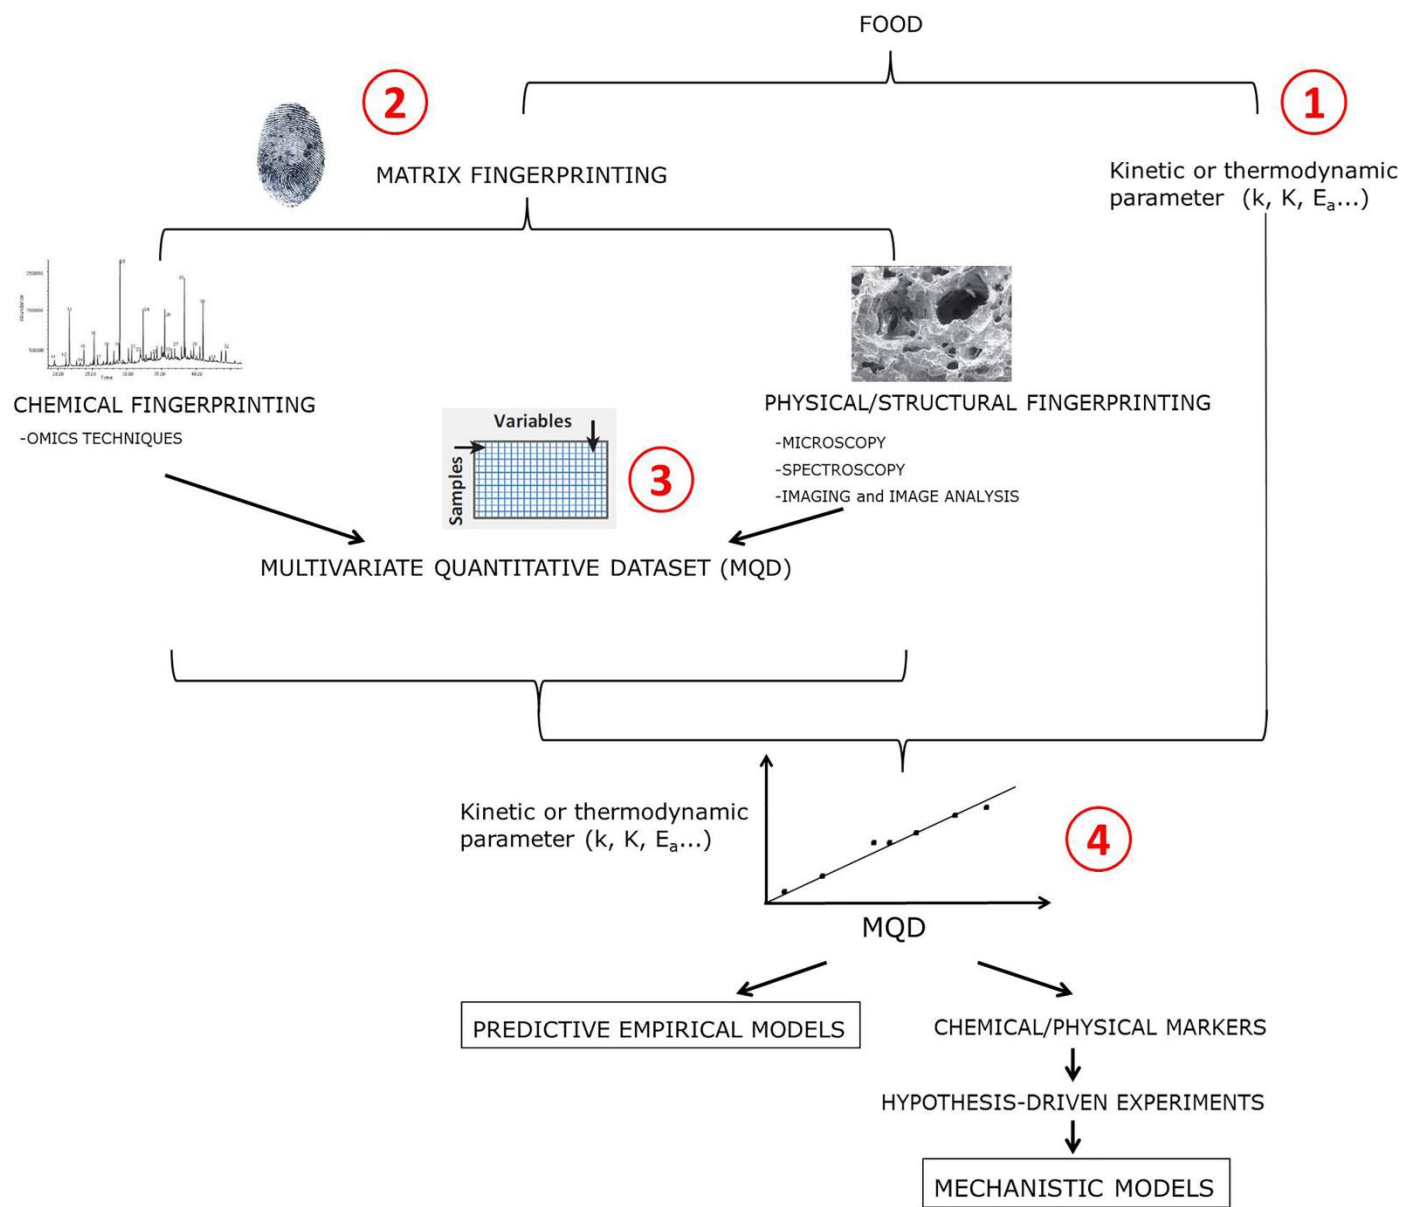 FOOD
2
1
MATRIX FINGERPRINTING
Kinetic or thermodynamic
parameter (k, K, Eₐ...)
Abundance
Time
CHEMICAL FINGERPRINTING
-OMICS TECHNIQUES
PHYSICAL/STRUCTURAL FINGERPRINTING
-MICROSCOPY
-SPECTROSCOPY
-IMAGING and IMAGE ANALYSIS
Variables
Samples
3
MULTIVARIATE QUANTITATIVE DATASET (MQD)
Kinetic or thermodynamic
parameter (k, K, Eₐ...)
4
MQD
PREDICTIVE EMPIRICAL MODELS
CHEMICAL/PHYSICAL MARKERS
HYPOTHESIS-DRIVEN EXPERIMENTS
MECHANISTIC MODELS